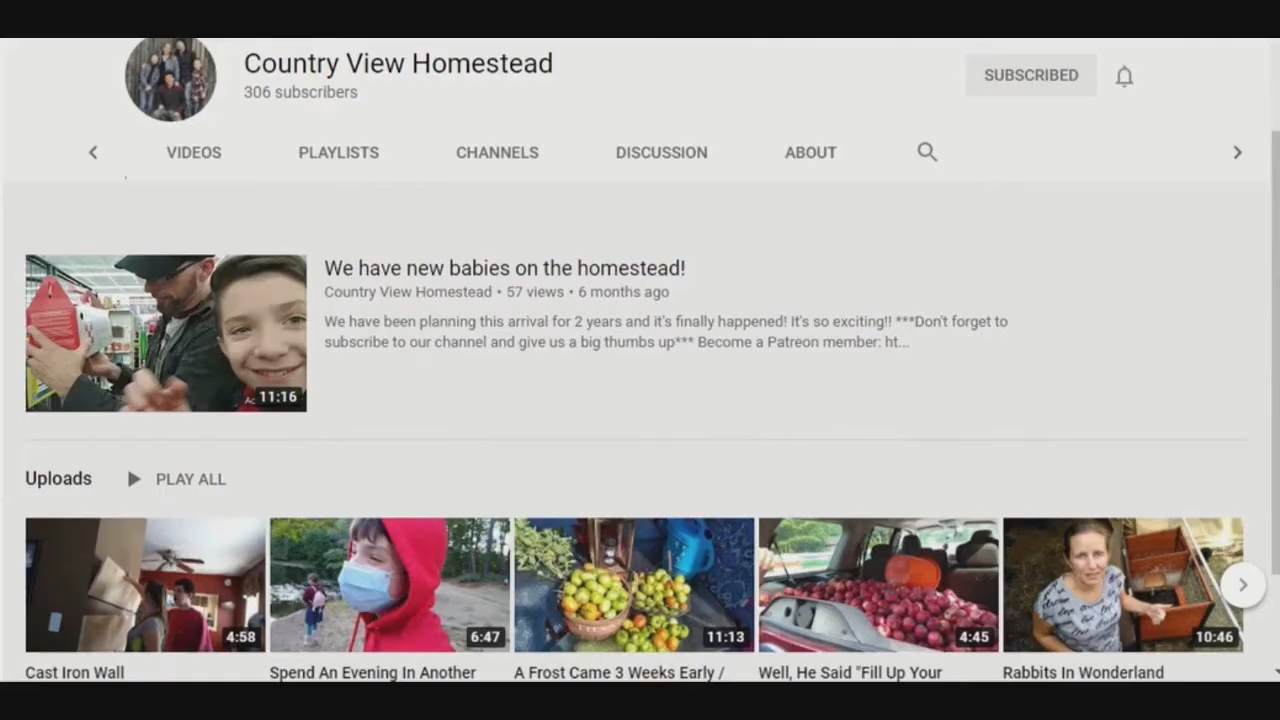 Country View Homestead
306 subscribers
SUBSCRIBED
VIDEOS PLAYLISTS CHANNELS DISCUSSION ABOUT
We have new babies on the homestead!
Country View Homestead • 57 views • 6 months ago
We have been planning this arrival for 2 years and it's finally happened! It's so exciting!! ***Don't forget to
subscribe to our channel and give us a big thumbs up*** Become a Patreon member: ht...
11:16
Uploads PLAY ALL
4:58 6:47 11:13 4:45 10:46
Cast Iron Wall Spend An Evening In Another A Frost Came 3 Weeks Early / Well, He Said "Fill Up Your Rabbits In Wonderland